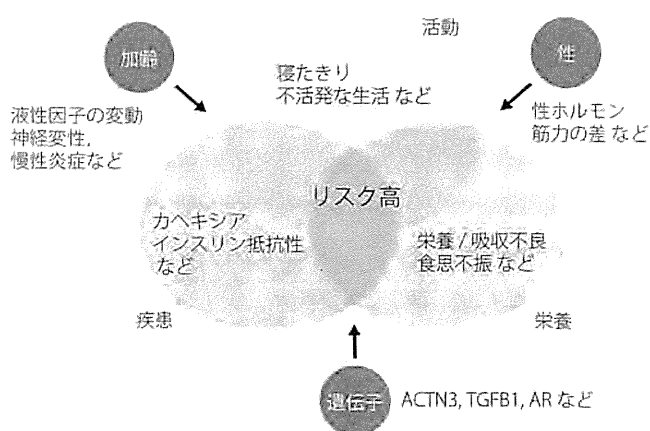 活動
加齢
性
寝たきり
不活発な生活 など
液性因子の変動
神経変性,
慢性炎症など
性ホルモン
筋力の差 など
リスク高
カヘキシア
インスリン抵抗性
など
栄養 / 吸収不良
食思不振 など
疾患
栄養
遺伝子
ACTN3, TGFB1, AR など